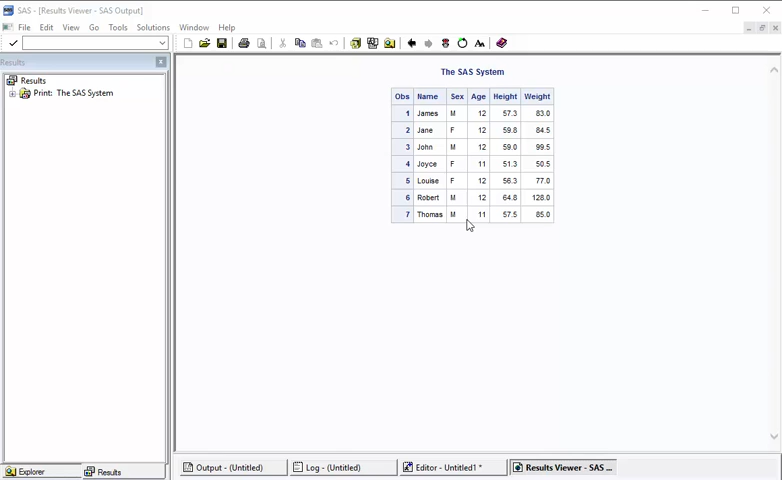 SAS - [Results Viewer - SAS Output]
File Edit View Go Tools Solutions Window Help
Results
Results
Print: The SAS System
The SAS System
Obs Name Sex Age Height Weight
1 James M 12 57.3 83.0
2 Jane F 12 59.8 84.5
3 John M 12 59.0 99.5
4 Joyce F 11 51.3 50.5
5 Louise F 12 56.3 77.0
6 Robert M 12 64.8 128.0
7 Thomas M 11 57.5 85.0
Explorer Results Output - (Untitled) Log - (Untitled) Editor - Untitled1 * Results Viewer - SAS ...